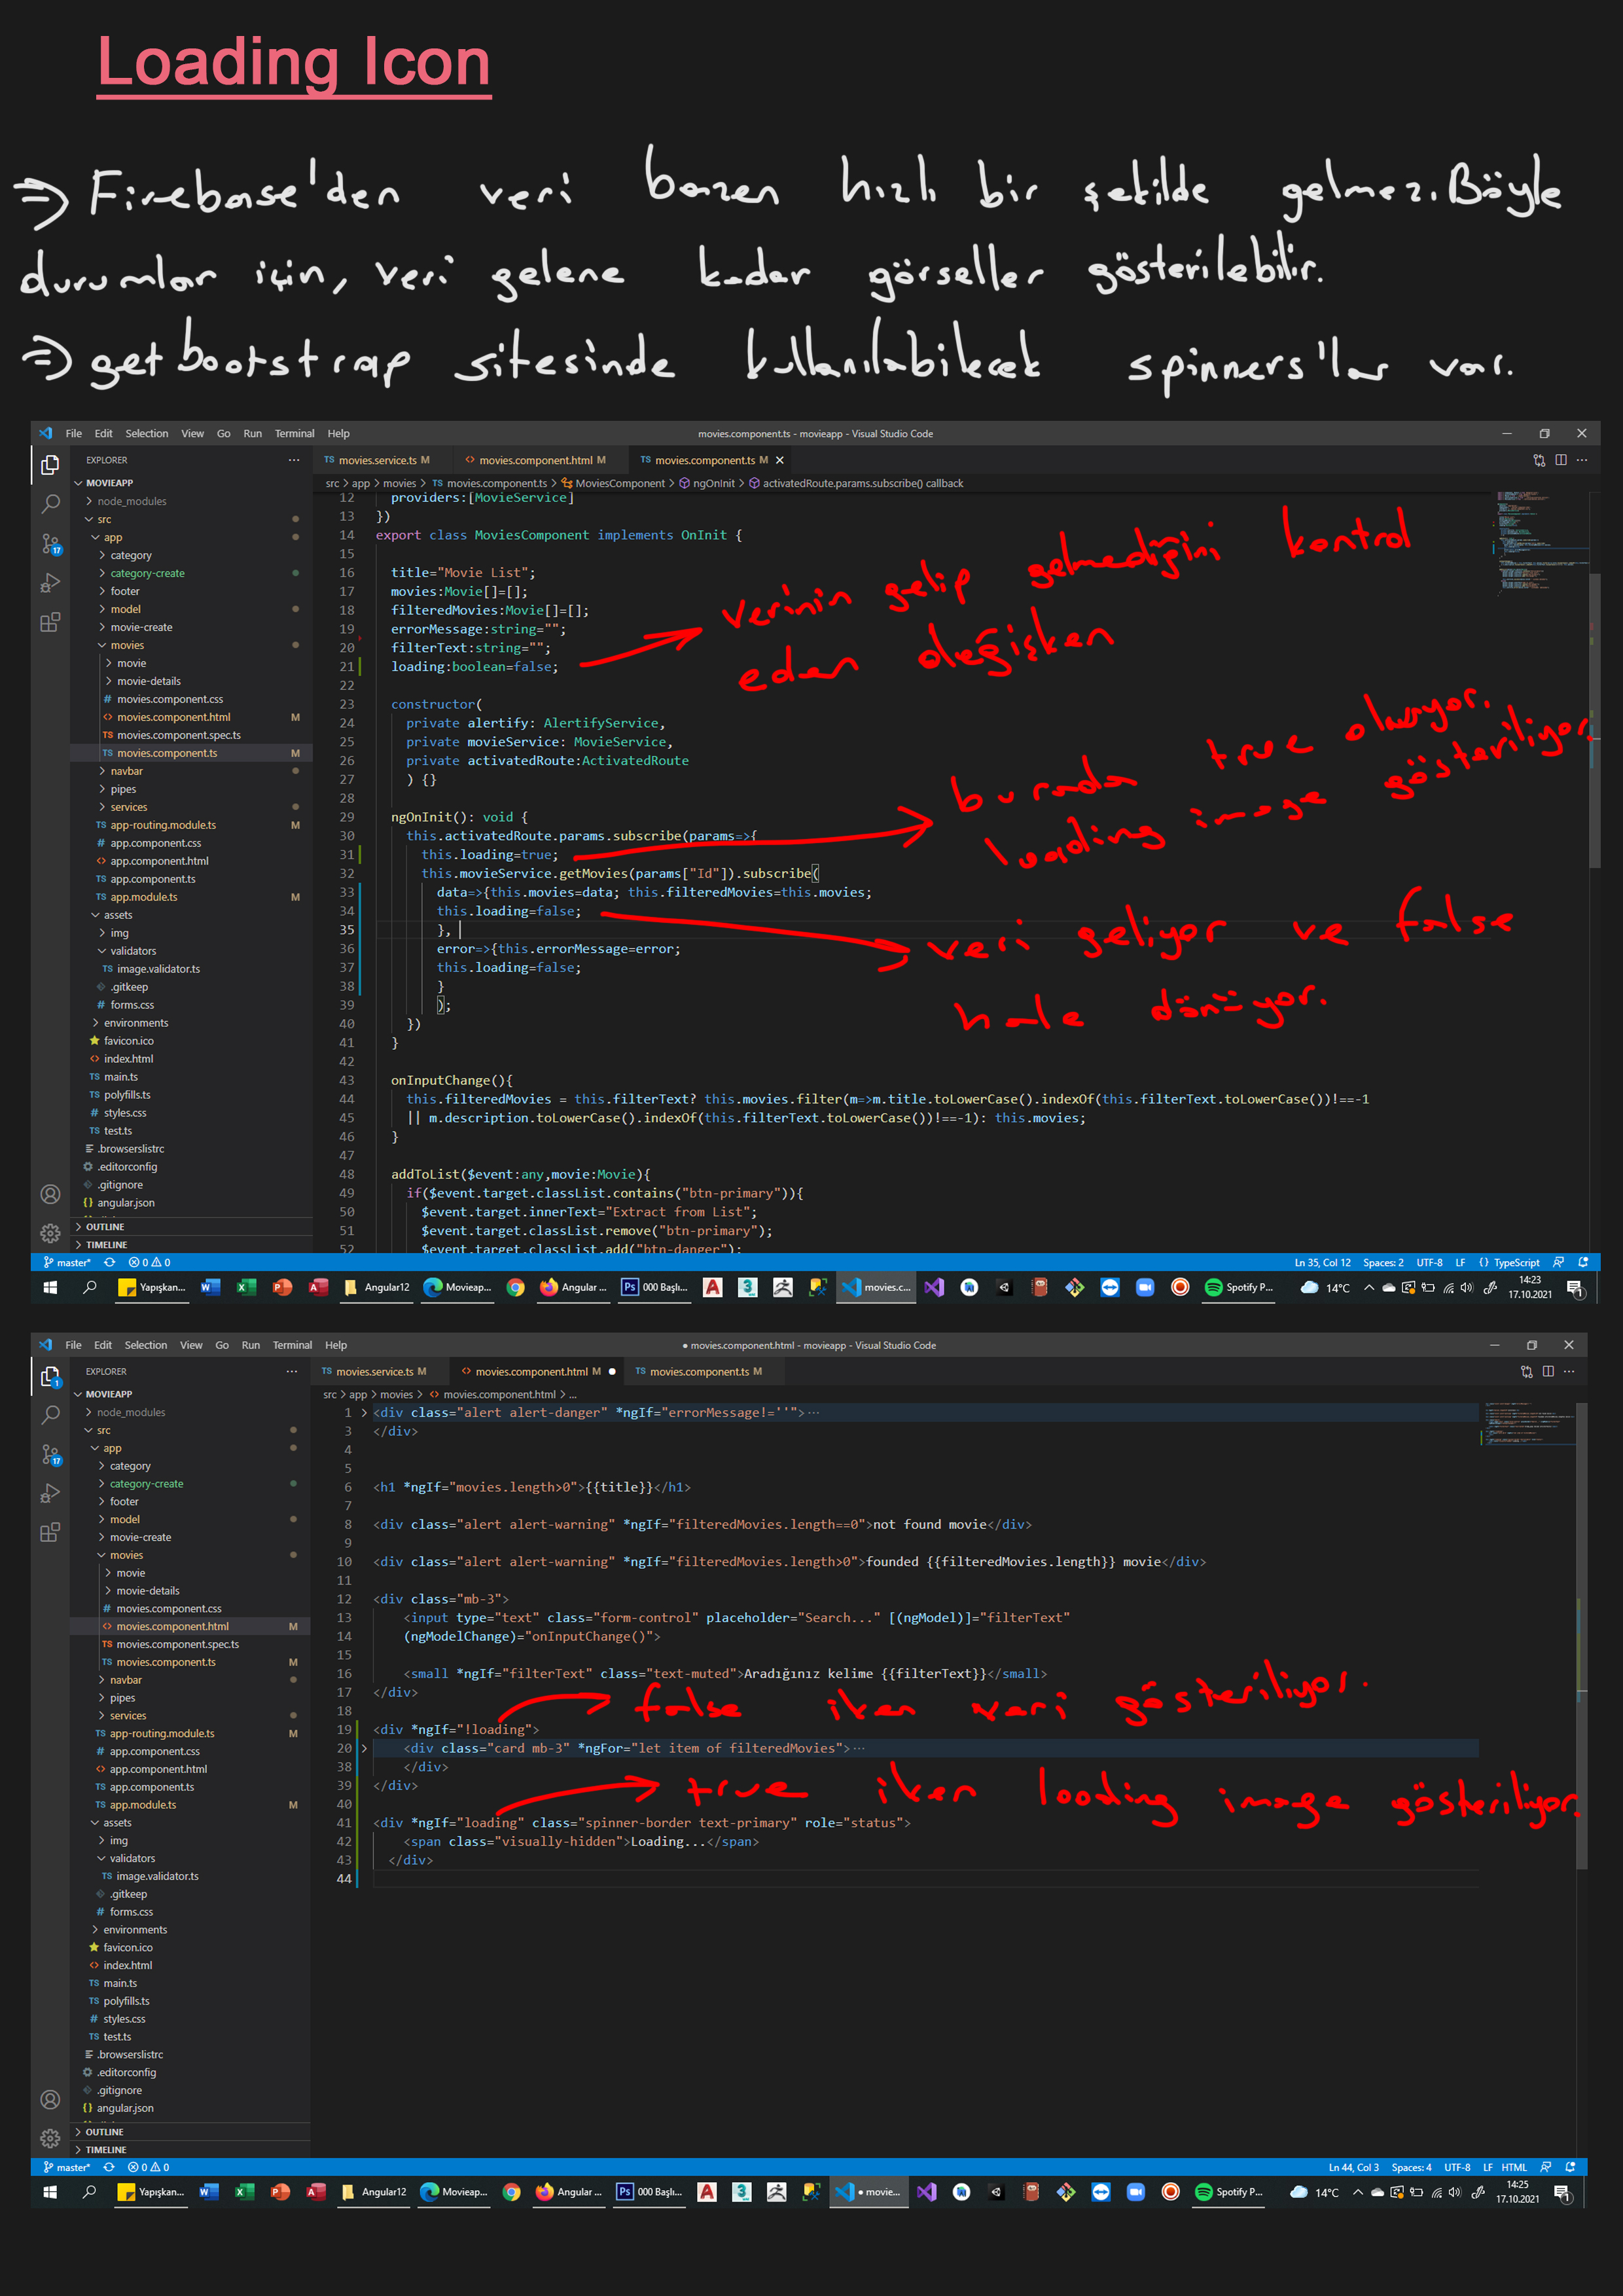 Loading Icon
=> Firebase'den veri bazen hızlı bir şekilde gelmez. Böyle
durumlar için, veri gelene kadar görseller gösterilebilir.
=> getbootstrap sitesinde kullanılabilecek spinners'lar var.
File Edit Selection View Go Run Terminal Help
movies.component.ts - movieapp - Visual Studio Code
EXPLORER
MOVIEAPP
node_modules
src
app
category
category-create
footer
model
movie-create
movies
movie
movie-details
movies.component.css
movies.component.html M
movies.component.spec.ts
movies.component.ts M
navbar
pipes
services
app-routing.module.ts M
app.component.css
app.component.html
app.component.ts
app.module.ts M
assets
img
validators
image.validator.ts
.gitkeep
forms.css
environments
favicon.ico
index.html
main.ts
polyfills.ts
styles.css
test.ts
.browserslistrc
.editorconfig
.gitignore
angular.json
OUTLINE
TIMELINE
movies.service.ts M movies.component.html M movies.component.ts M
src > app > movies > movies.component.ts > MoviesComponent > ngOnInit > activatedRoute.params.subscribe() callback
12 providers:[MovieService]
13 })
14 export class MoviesComponent implements OnInit {
15
16 title="Movie List";
17 movies:Movie[]=[];
18 filteredMovies:Movie[]=[];
19 errorMessage:string="";
20 filterText:string="";
21 loading:boolean=false;
22
verinin gelip gelmediğini kontrol
eden değişken
23 constructor(
24 private alertify: AlertifyService,
25 private movieService: MovieService,
26 private activatedRoute:ActivatedRoute
27 ) {}
28
29 ngOnInit(): void {
30 this.activatedRoute.params.subscribe(params=>{
31 this.loading=true;
burada true oluyor.
loading image gösteriliyor.
32 this.movieService.getMovies(params["Id"]).subscribe(
33 data=>{this.movies=data; this.filteredMovies=this.movies;
34 this.loading=false;
veri geliyor ve false
hale dönüyor.
35 },
36 error=>{this.errorMessage=error;
37 this.loading=false;
38 }
39 );
40 })
41 }
42
43 onInputChange(){
44 this.filteredMovies = this.filterText? this.movies.filter(m=>m.title.toLowerCase().indexOf(this.filterText.toLowerCase())!==-1
45 || m.description.toLowerCase().indexOf(this.filterText.toLowerCase())!==-1): this.movies;
46 }
47
48 addToList($event:any,movie:Movie){
49 if($event.target.classList.contains("btn-primary")){
50 $event.target.innerText="Extract from List";
51 $event.target.classList.remove("btn-primary");
52 $event.target.classList.add("btn-danger");
master* 0 0 Ln 35, Col 12 Spaces: 2 UTF-8 LF TypeScript
Yapışkan... Angular12 Movieap... Angular ... 000 Başlı... movies.c... Spotify P... 14°C 14:23
17.10.2021
File Edit Selection View Go Run Terminal Help
● movies.component.html - movieapp - Visual Studio Code
EXPLORER
MOVIEAPP
node_modules
src
app
category
category-create
footer
model
movie-create
movies
movie
movie-details
movies.component.css
movies.component.html M
movies.component.spec.ts
movies.component.ts M
navbar
pipes
services
app-routing.module.ts M
app.component.css
app.component.html
app.component.ts
app.module.ts M
assets
img
validators
image.validator.ts
.gitkeep
forms.css
environments
favicon.ico
index.html
main.ts
polyfills.ts
styles.css
test.ts
.browserslistrc
.editorconfig
.gitignore
angular.json
OUTLINE
TIMELINE
movies.service.ts M movies.component.html M ● movies.component.ts M
src > app > movies > movies.component.html > ...
1 <div class="alert alert-danger" *ngIf="errorMessage!=''">···
3 </div>
4
5
6 <h1 *ngIf="movies.length>0">{{title}}</h1>
7
8 <div class="alert alert-warning" *ngIf="filteredMovies.length==0">not found movie</div>
9
10 <div class="alert alert-warning" *ngIf="filteredMovies.length>0">founded {{filteredMovies.length}} movie</div>
11
12 <div class="mb-3">
13 <input type="text" class="form-control" placeholder="Search..." [(ngModel)]="filterText"
14 (ngModelChange)="onInputChange()">
15
16 <small *ngIf="filterText" class="text-muted">Aradığınız kelime {{filterText}}</small>
17 </div>
18
false iken veri gösteriliyor.
19 <div *ngIf="!loading">
20 <div class="card mb-3" *ngFor="let item of filteredMovies">···
38 </div>
39 </div>
40
true iken loading image gösteriliyor.
41 <div *ngIf="loading" class="spinner-border text-primary" role="status">
42 <span class="visually-hidden">Loading...</span>
43 </div>
44
master* 0 0 Ln 44, Col 3 Spaces: 4 UTF-8 LF HTML
Yapışkan... Angular12 Movieap... Angular ... 000 Başlı... ● movie... Spotify P... 14°C 14:25
17.10.2021